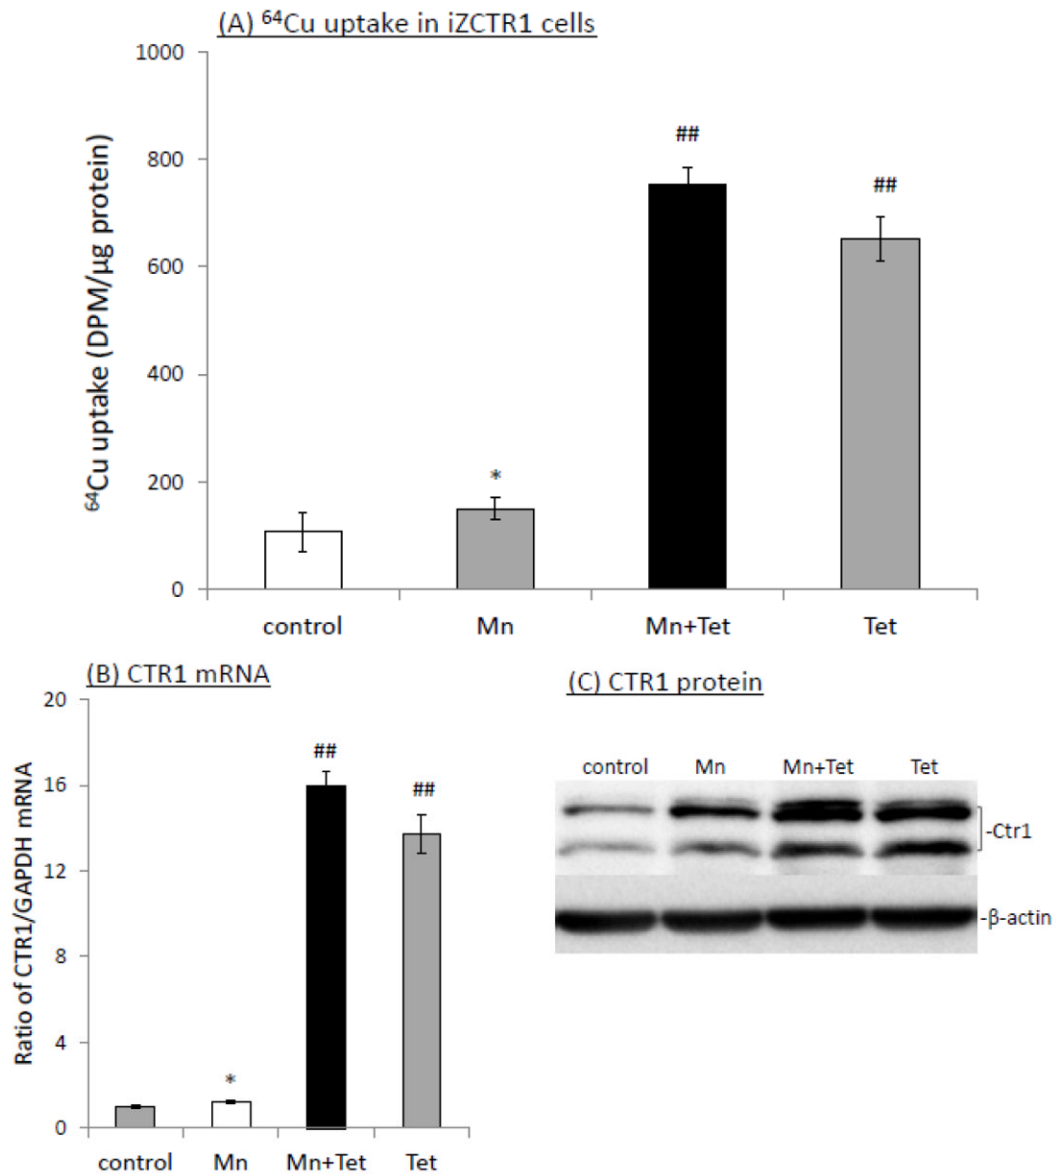 (A) ⁶⁴Cu uptake in iZCTR1 cells
⁶⁴Cu uptake (DPM/µg protein)
1000
800
600
400
200
0
*
##
##
control Mn Mn+Tet Tet
(B) CTR1 mRNA
Ratio of CTR1/GAPDH mRNA
20
16
12
8
4
0
*
##
##
control Mn Mn+Tet Tet
(C) CTR1 protein
control Mn Mn+Tet Tet
-Ctr1
-β-actin